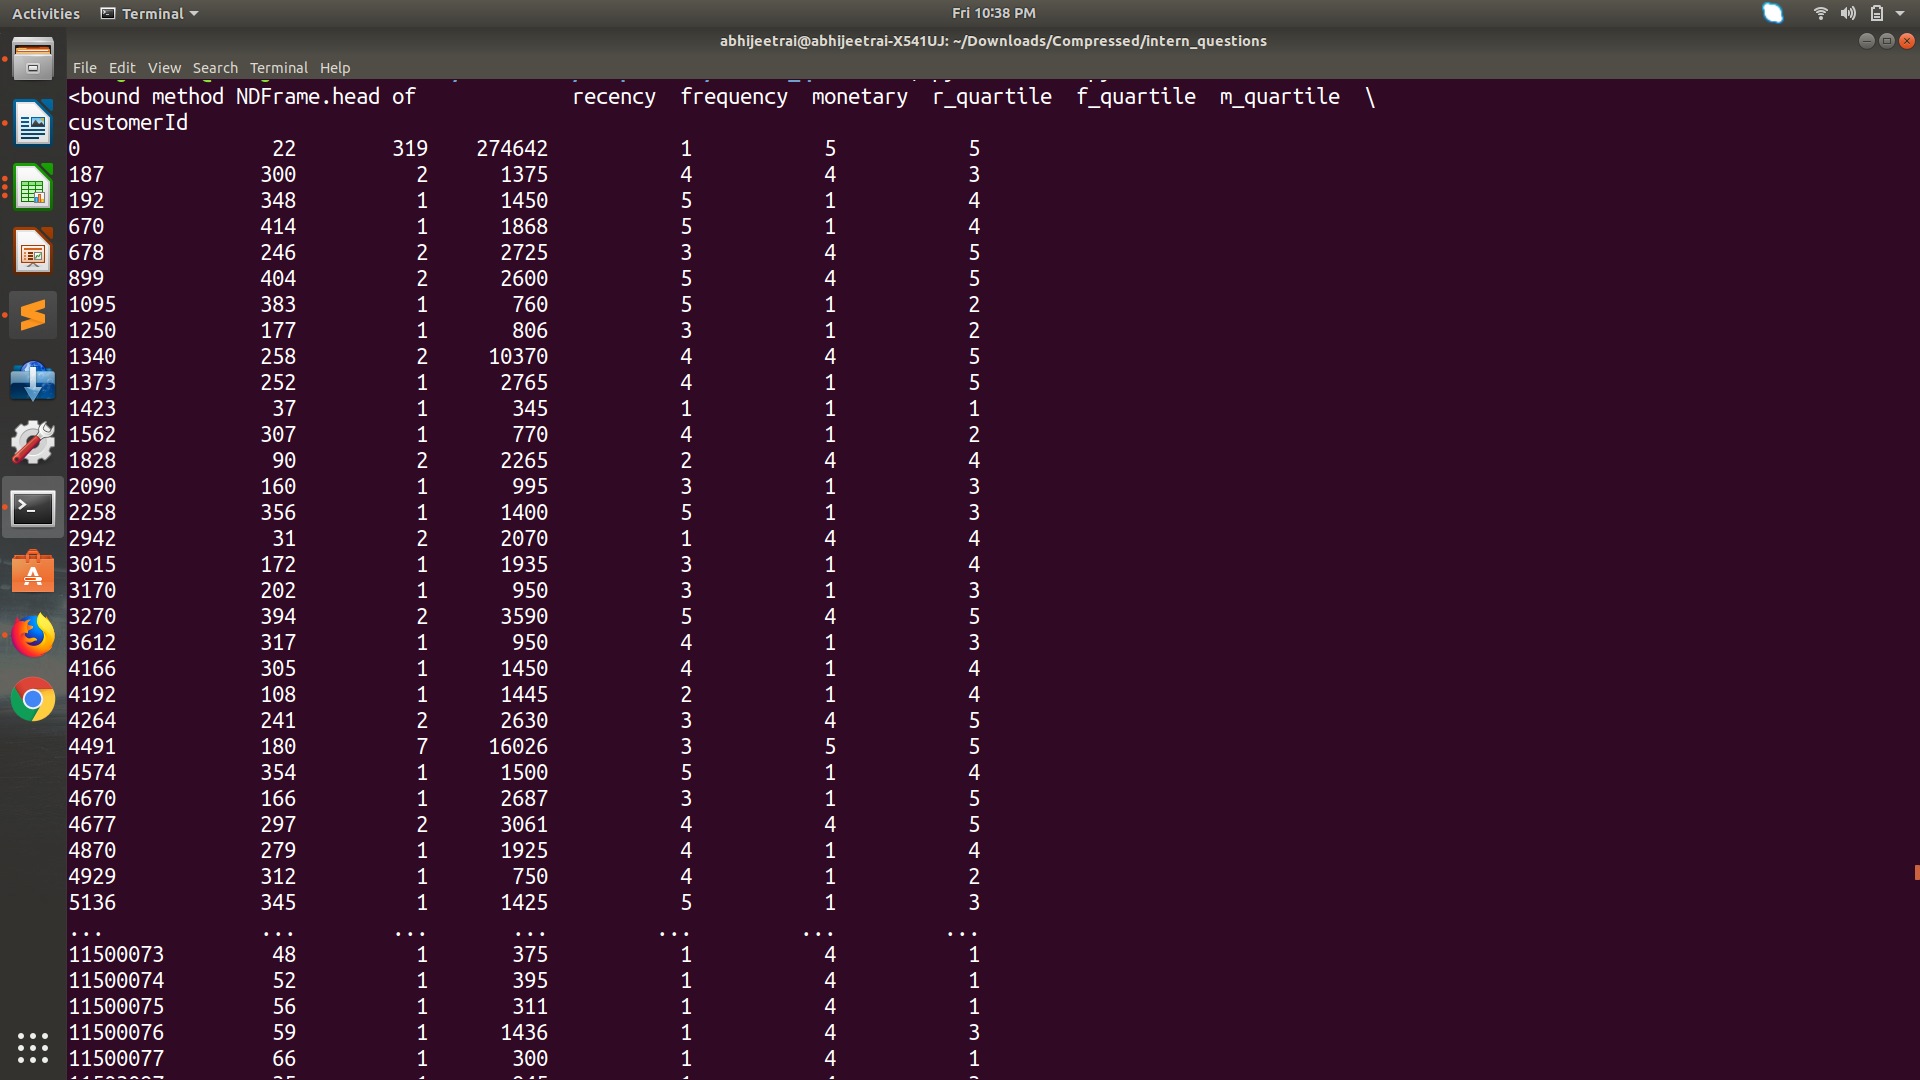 Activities Terminal Fri 10:38 PM
abhijeetrai@abhijeetrai-X541UJ: ~/Downloads/Compressed/intern_questions
File Edit View Search Terminal Help
<bound method NDFrame.head of recency frequency monetary r_quartile f_quartile m_quartile \
customerId
0 22 319 274642 1 5 5
187 300 2 1375 4 4 3
192 348 1 1450 5 1 4
670 414 1 1868 5 1 4
678 246 2 2725 3 4 5
899 404 2 2600 5 4 5
1095 383 1 760 5 1 2
1250 177 1 806 3 1 2
1340 258 2 10370 4 4 5
1373 252 1 2765 4 1 5
1423 37 1 345 1 1 1
1562 307 1 770 4 1 2
1828 90 2 2265 2 4 4
2090 160 1 995 3 1 3
2258 356 1 1400 5 1 3
2942 31 2 2070 1 4 4
3015 172 1 1935 3 1 4
3170 202 1 950 3 1 3
3270 394 2 3590 5 4 5
3612 317 1 950 4 1 3
4166 305 1 1450 4 1 4
4192 108 1 1445 2 1 4
4264 241 2 2630 3 4 5
4491 180 7 16026 3 5 5
4574 354 1 1500 5 1 4
4670 166 1 2687 3 1 5
4677 297 2 3061 4 4 5
4870 279 1 1925 4 1 4
4929 312 1 750 4 1 2
5136 345 1 1425 5 1 3
... ... ... ... ... ... ...
11500073 48 1 375 1 4 1
11500074 52 1 395 1 4 1
11500075 56 1 311 1 4 1
11500076 59 1 1436 1 4 3
11500077 66 1 300 1 4 1